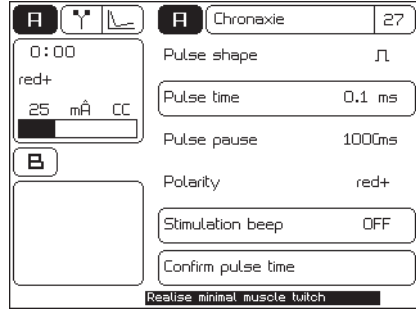 A
0:00
red+
25 mÂ CC
B
A Chronaxie 27
Pulse shape
Pulse time 0.1 ms
Pulse pause 1000ms
Polarity red+
Stimulation beep OFF
Confirm pulse time
Realise minimal muscle twitch